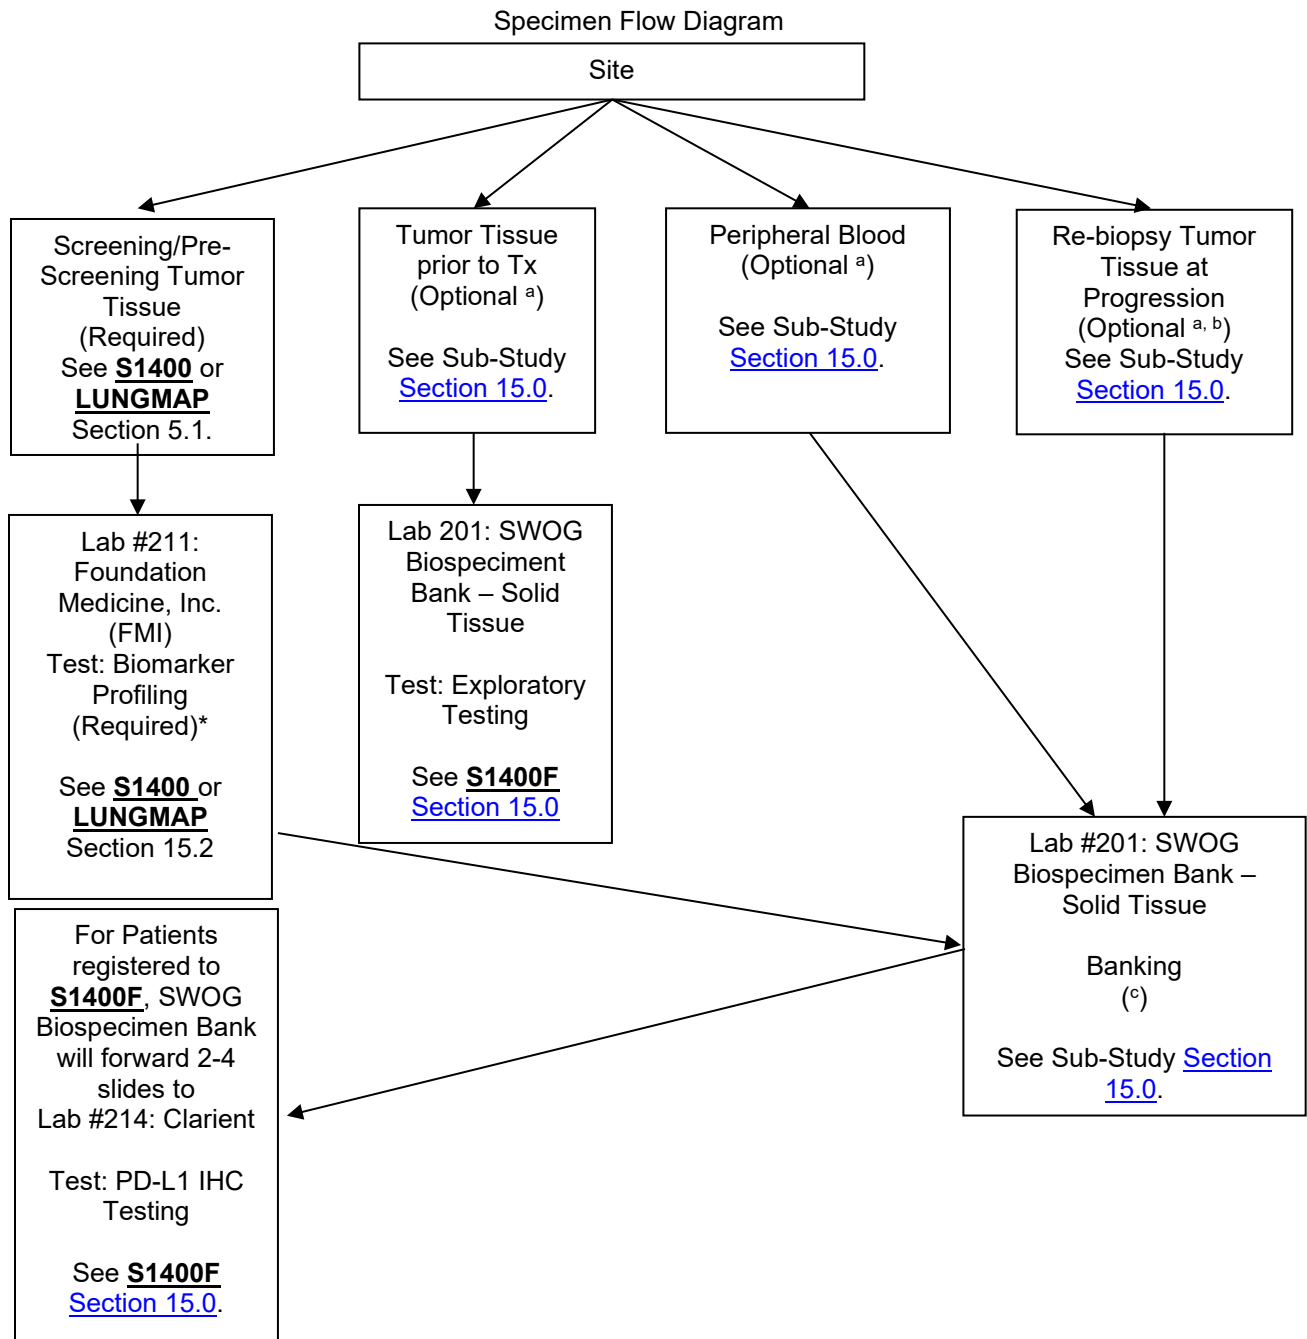 Specimen Flow Diagram
Site
Screening/Pre-
Screening Tumor
Tissue
(Required)
See S1400 or
LUNGMAP
Section 5.1.
Tumor Tissue
prior to Tx
(Optional a)
See Sub-Study
Section 15.0.
Peripheral Blood
(Optional a)
See Sub-Study
Section 15.0.
Re-biopsy Tumor
Tissue at
Progression
(Optional a, b)
See Sub-Study
Section 15.0.
Lab #211:
Foundation
Medicine, Inc.
(FMI)
Test: Biomarker
Profiling
(Required)*
See S1400 or
LUNGMAP
Section 15.2
Lab 201: SWOG
Biospeciment
Bank – Solid
Tissue
Test: Exploratory
Testing
See S1400F
Section 15.0
Lab #201: SWOG
Biospecimen Bank –
Solid Tissue
Banking
(c)
See Sub-Study Section
15.0.
For Patients
registered to
S1400F, SWOG
Biospecimen Bank
will forward 2-4
slides to
Lab #214: Clarient
Test: PD-L1 IHC
Testing
See S1400F
Section 15.0.